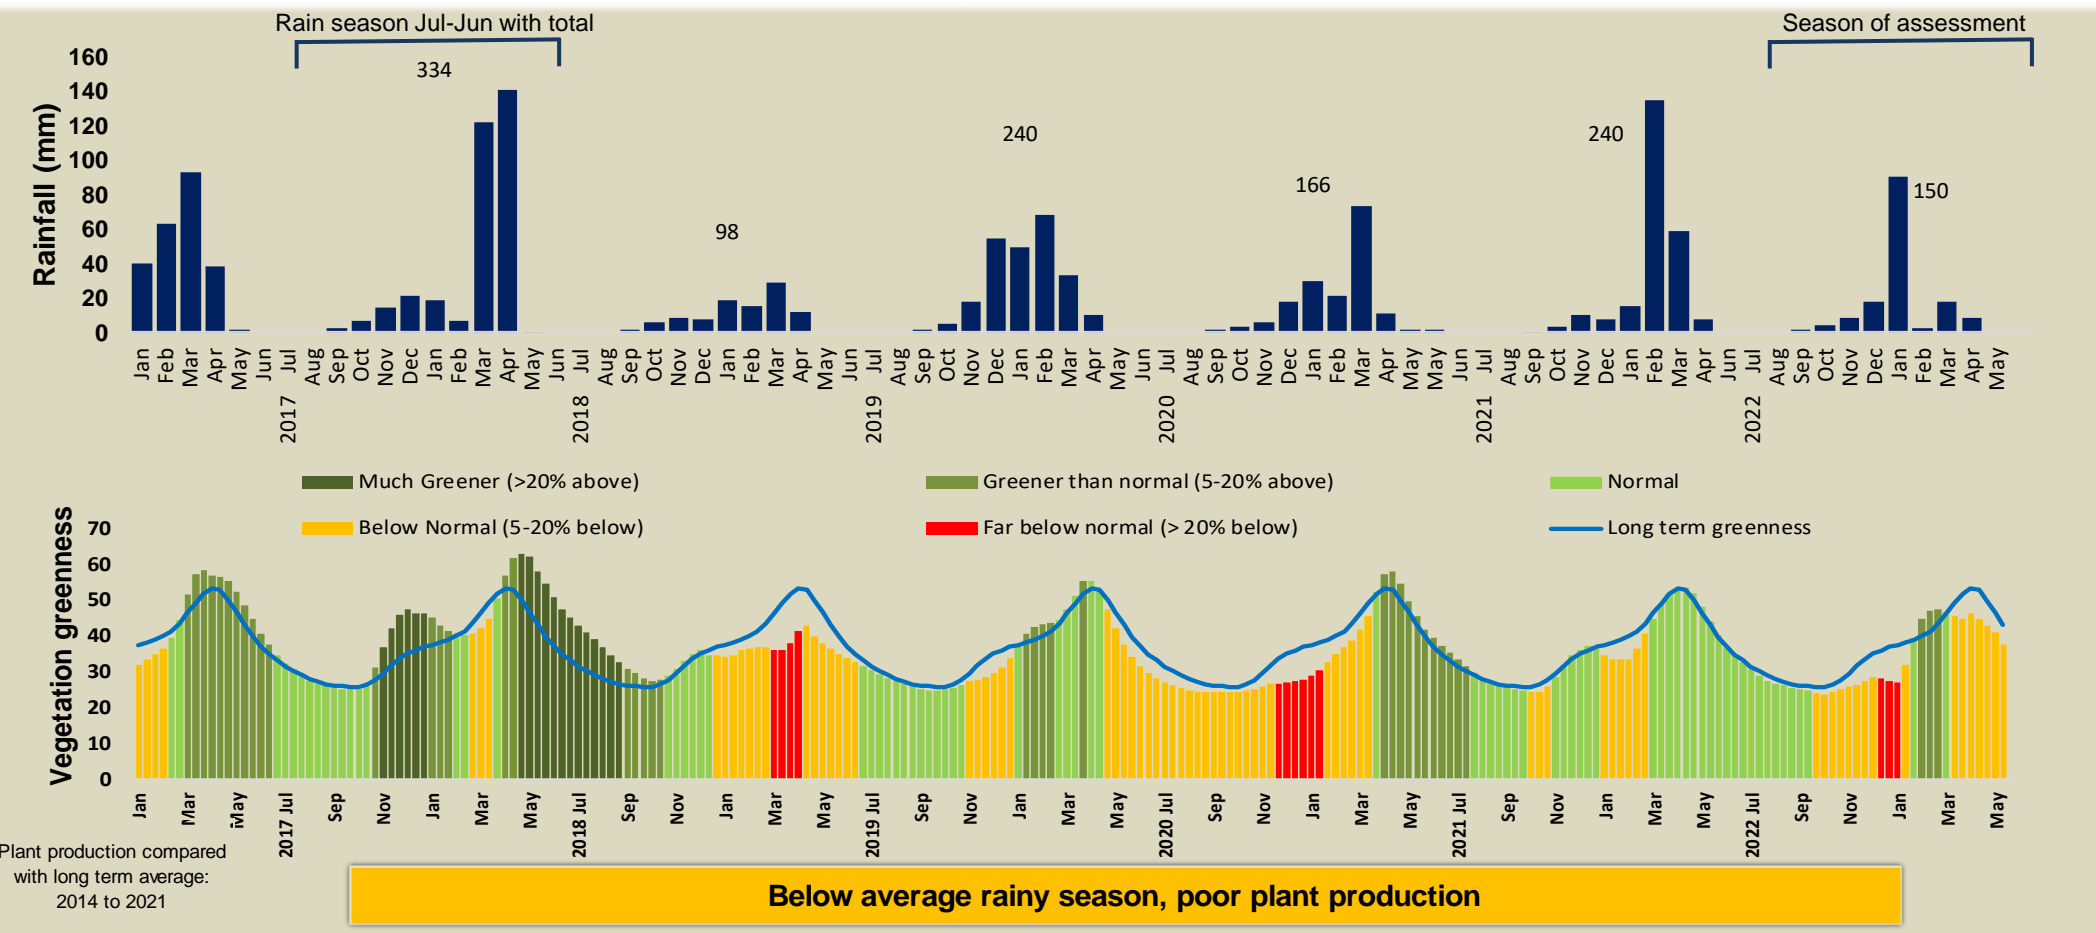 Rain season Jul-Jun with total
Season of assessment
Rainfall (mm)
160
140
120
100
80
60
40
20
0
334
98
240
166
240
150
Jan Feb Mar Apr May Jun Jul Aug Sep Oct Nov Dec Jan Feb Mar Apr May Jun Jul Aug Sep Oct Nov Dec Jan Feb Mar Apr May Jun Jul Aug Sep Oct Nov Dec Jan Feb Mar Apr May Jun Jul Aug Sep Oct Nov Dec Jan Feb Mar Apr May May Jun Jul Aug Sep Oct Nov Dec Jan Feb Mar Apr Jun Jul Aug Sep Oct Nov Dec Jan Feb Mar Apr May
2017 2018 2019 2020 2021 2022
Much Greener (>20% above)
Greener than normal (5-20% above)
Normal
Below Normal (5-20% below)
Far below normal (> 20% below)
Long term greenness
Vegetation greenness
70
60
50
40
30
20
10
0
Jan Mar May 2017 Jul Sep Nov Jan Mar May 2018 Jul Sep Nov Jan Mar May 2019 Jul Sep Nov Jan Mar May 2020 Jul Sep Nov Jan Mar May 2021 Jul Sep Nov Jan Mar May 2022 Jul Sep Nov Jan Mar May
Plant production compared
with long term average:
2014 to 2021
Below average rainy season, poor plant production